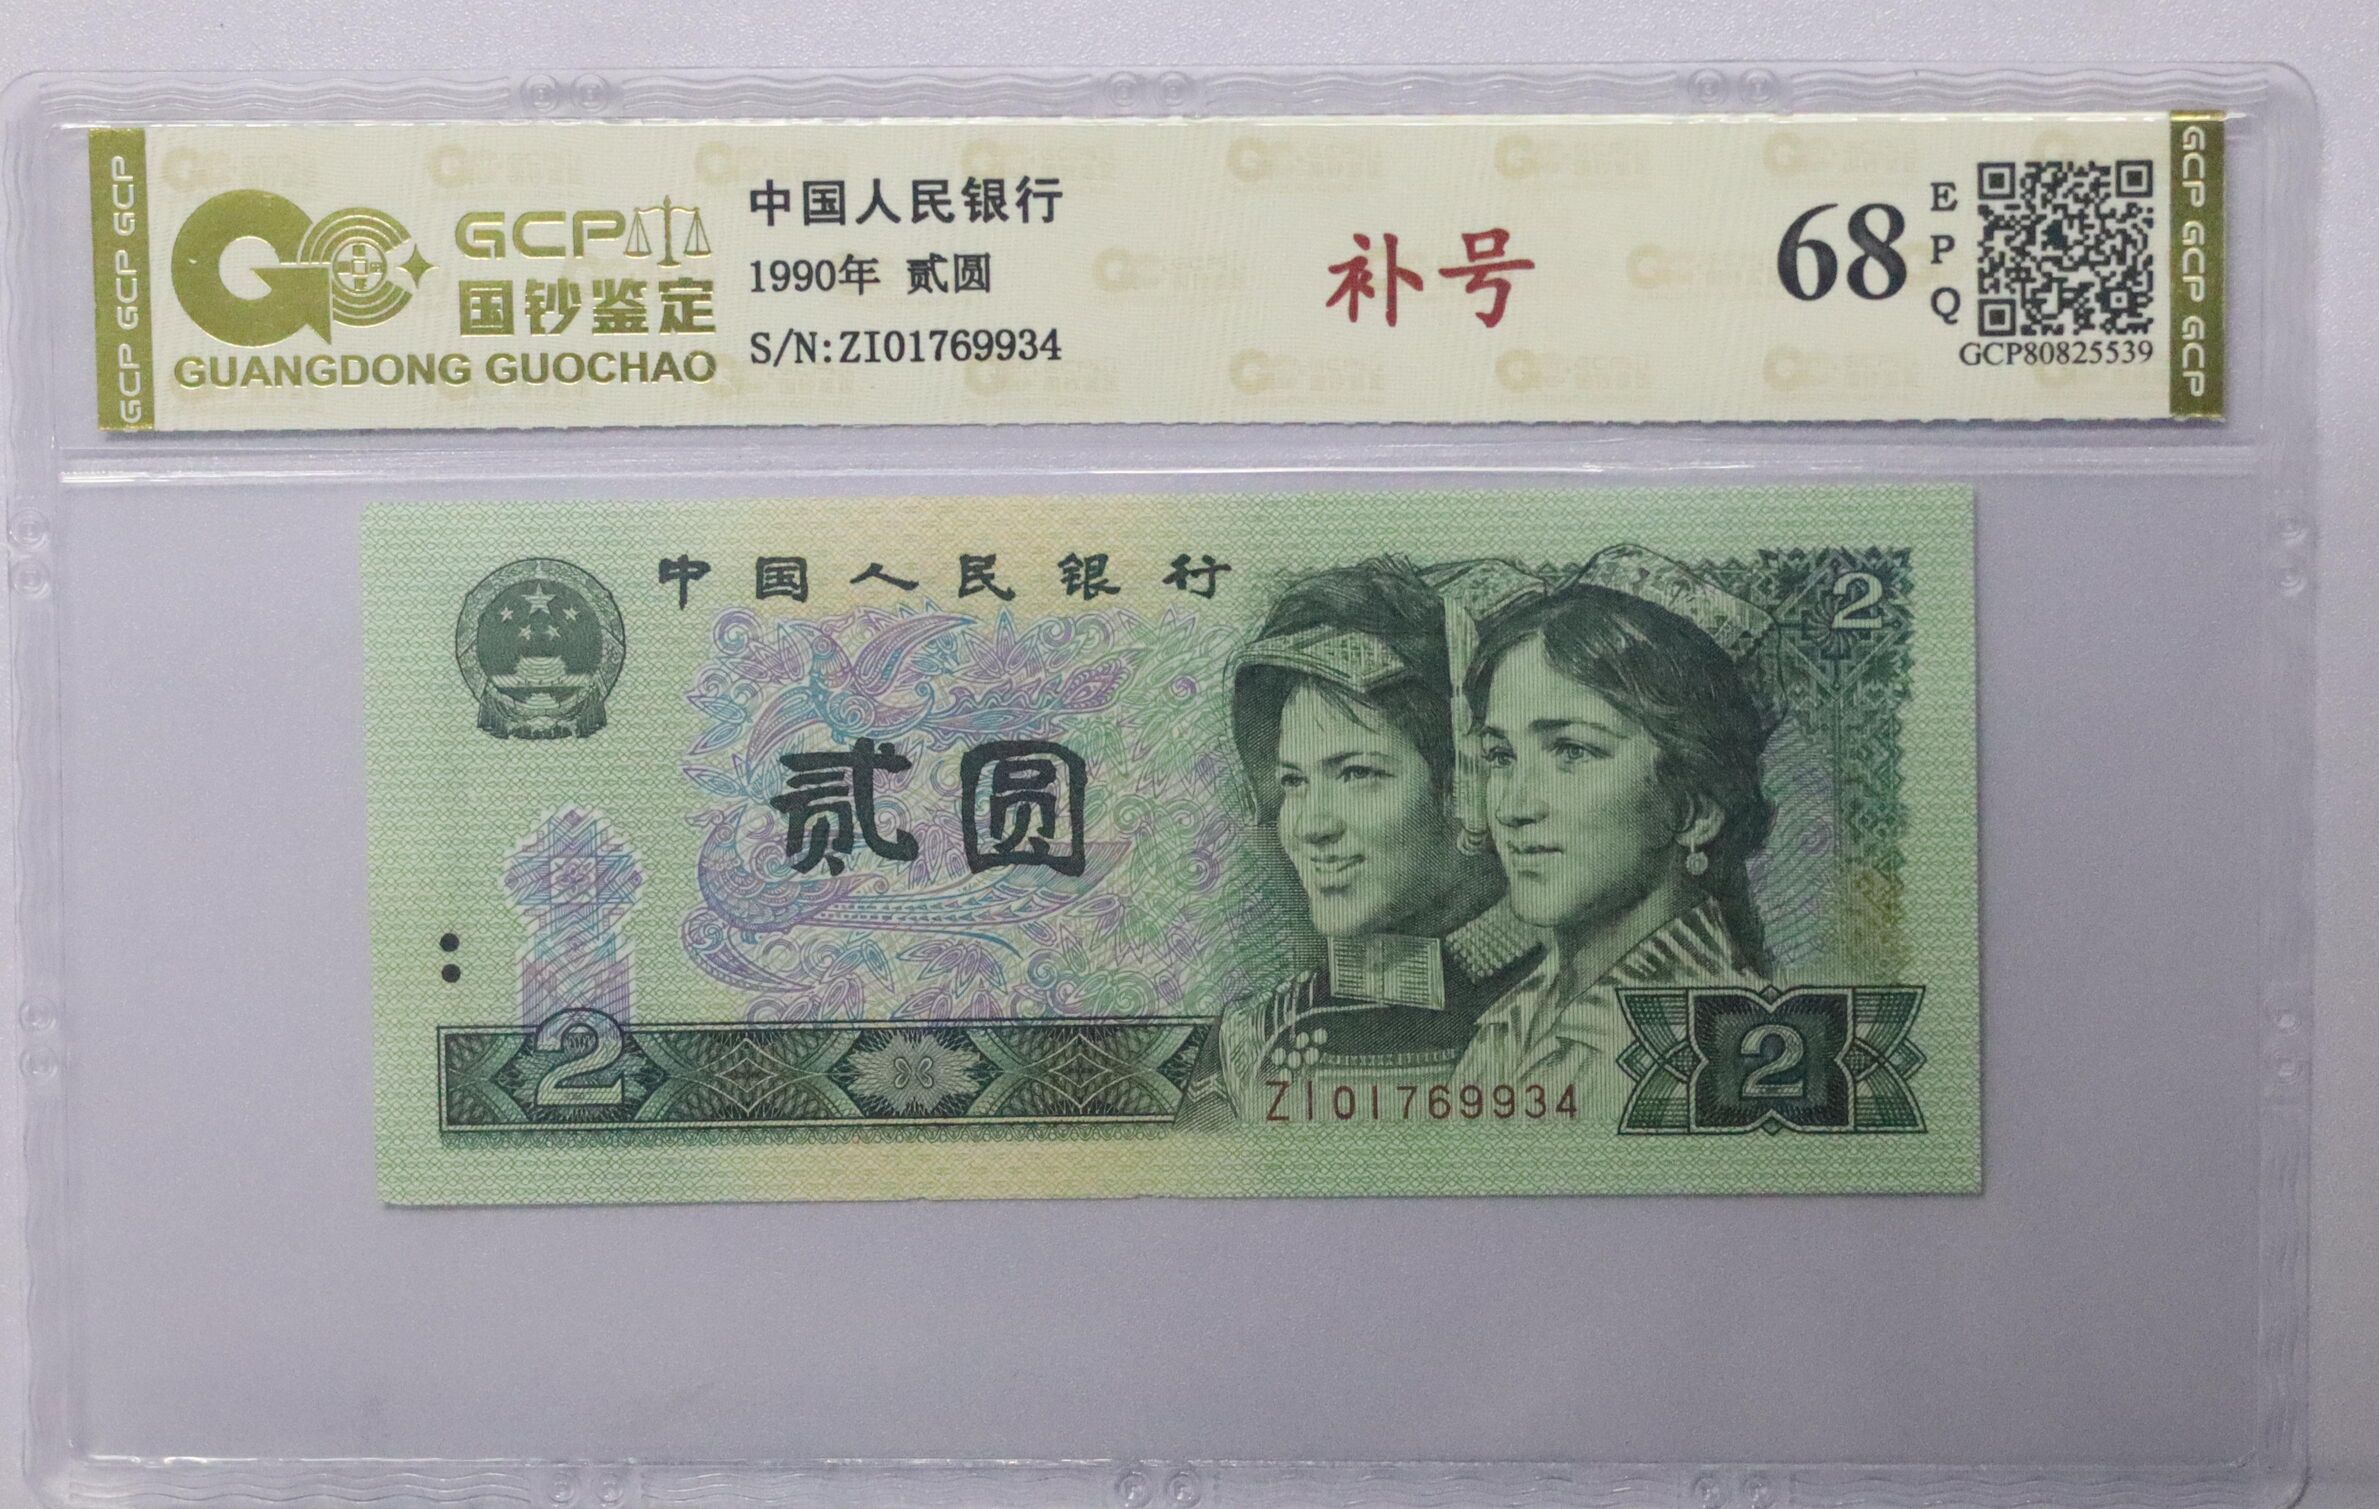 GCP GCP GCP
GCP
国钞鉴定
GUANGDONG GUOCHAO
中国人民银行
1990年 贰圆
S/N:ZI01769934
补号
68
E
P
Q
GCP80825539
GCP GCP GCP
中国人民银行
2
贰圆
2
ZI01769934
2